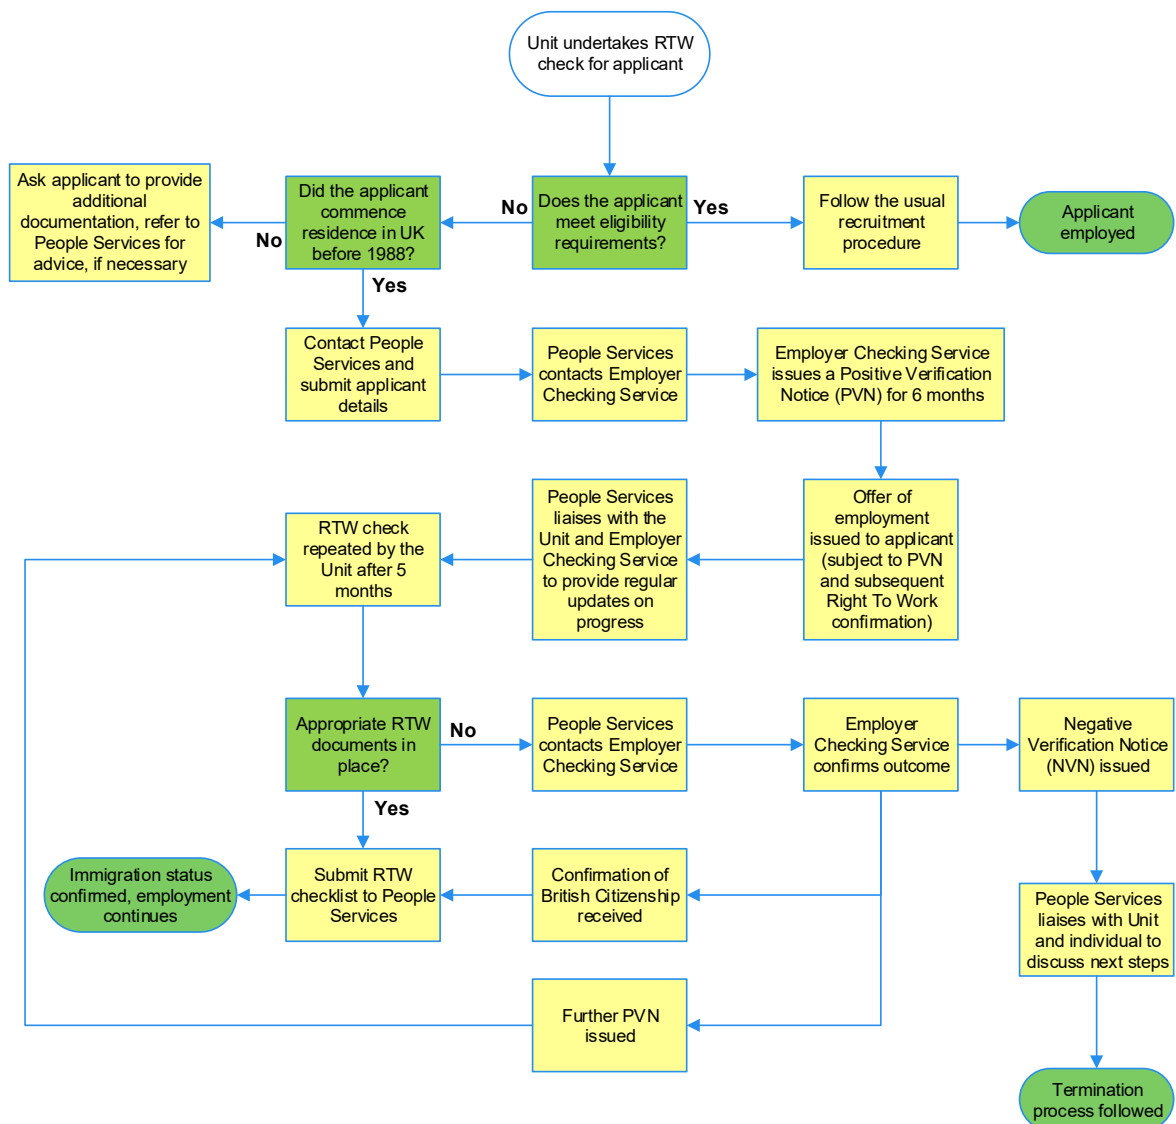 Unit undertakes RTW
check for applicant
Ask applicant to provide
additional
documentation, refer to
People Services for
advice, if necessary
No
Did the applicant
commence
residence in UK
before 1988?
No
Does the applicant
meet eligibility
requirements?
Yes
Follow the usual
recruitment
procedure
Applicant
employed
Yes
Contact People
Services and
submit applicant
details
People Services
contacts Employer
Checking Service
Employer Checking Service
issues a Positive Verification
Notice (PVN) for 6 months
RTW check
repeated by the
Unit after 5
months
People Services
liaises with the
Unit and Employer
Checking Service
to provide regular
updates on
progress
Offer of
employment
issued to applicant
(subject to PVN
and subsequent
Right To Work
confirmation)
Appropriate RTW
documents in
place?
No
People Services
contacts Employer
Checking Service
Employer
Checking Service
confirms outcome
Negative
Verification Notice
(NVN) issued
Yes
Immigration status
confirmed, employment
continues
Submit RTW
checklist to People
Services
Confirmation of
British Citizenship
received
People Services
liaises with Unit
and individual to
discuss next steps
Further PVN
issued
Termination
process followed